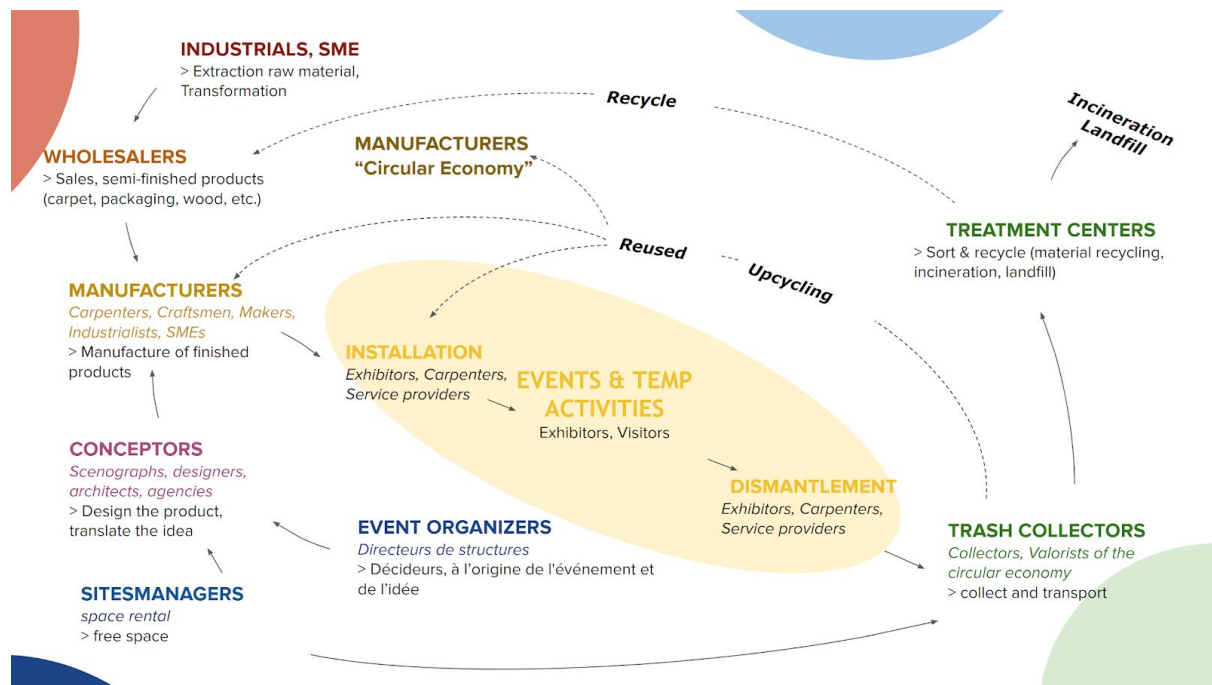 INDUSTRIALS, SME
> Extraction raw material,
Transformation
Recycle
Incineration
Landfill
MANUFACTURERS
“Circular Economy”
WHOLESALERS
> Sales, semi-finished products
(carpet, packaging, wood, etc.)
TREATMENT CENTERS
> Sort & recycle (material recycling,
incineration, landfill)
Reused
Upcycling
MANUFACTURERS
Carpenters, Craftsmen, Makers,
Industrialists, SMEs
> Manufacture of finished
products
INSTALLATION
Exhibitors, Carpenters,
Service providers
EVENTS & TEMP
ACTIVITIES
Exhibitors, Visitors
CONCEPTORS
Scenographs, designers,
architects, agencies
> Design the product,
translate the idea
DISMANTLEMENT
Exhibitors, Carpenters,
Service providers
EVENT ORGANIZERS
Directeurs de structures
> Décideurs, à l’origine de l'événement et
de l’idée
TRASH COLLECTORS
Collectors, Valorists of the
circular economy
> collect and transport
SITESMANAGERS
space rental
> free space